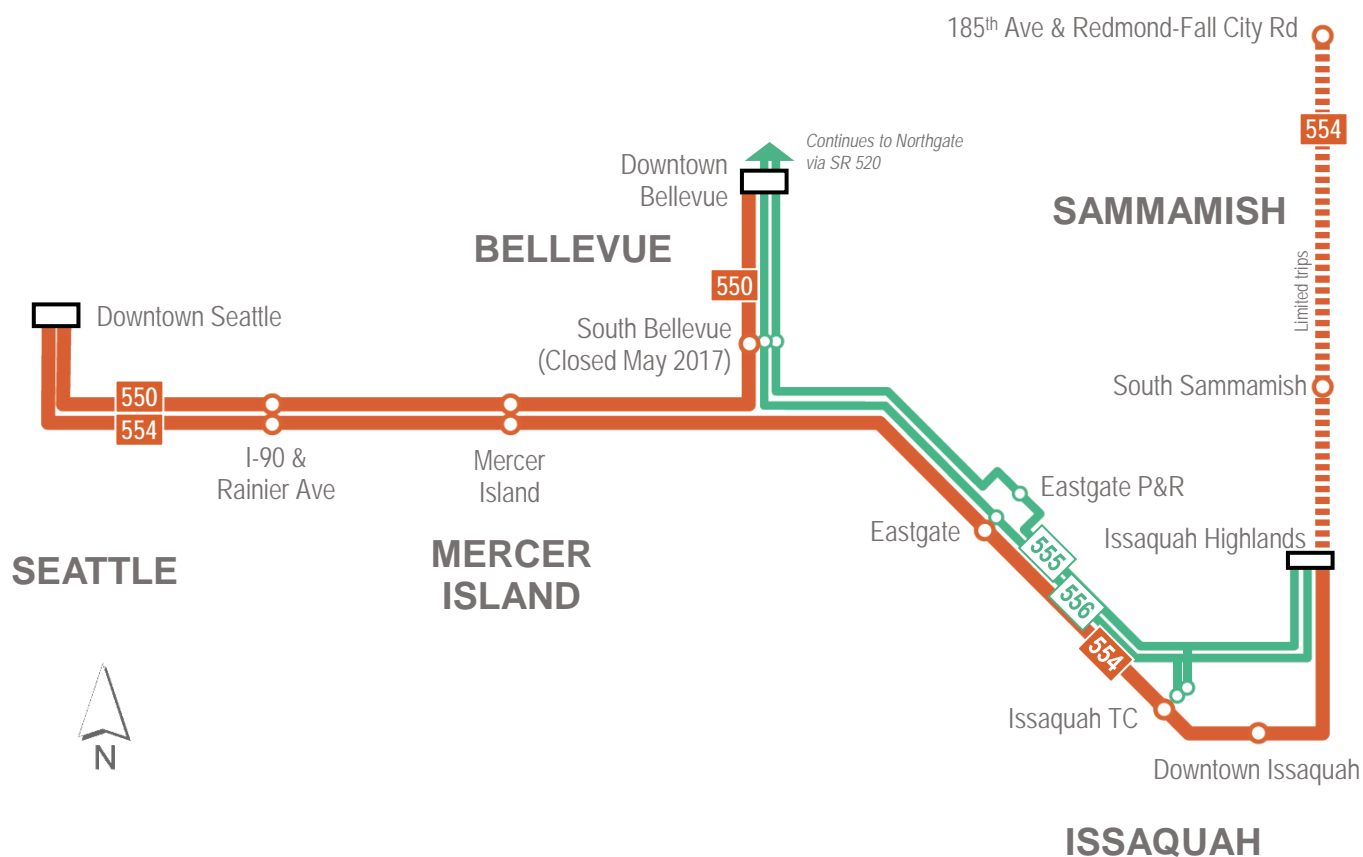 185th Ave & Redmond-Fall City Rd
554
Continues to Northgate
via SR 520
Downtown
Bellevue
SAMMAMISH
BELLEVUE
Limited trips
550
Downtown Seattle
South Bellevue
(Closed May 2017)
South Sammamish
550
554
I-90 &
Rainier Ave
Mercer
Island
Eastgate P&R
Eastgate
Issaquah Highlands
SEATTLE
MERCER
ISLAND
555
556
554
Issaquah TC
N
Downtown Issaquah
ISSAQUAH